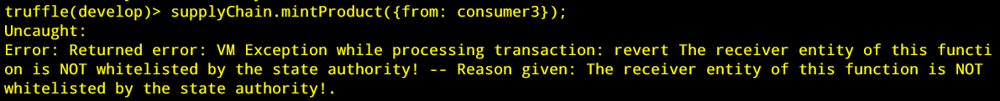 truffle(develop)> supplyChain.mintProduct({from: consumer3});
Uncaught:
Error: Returned error: VM Exception while processing transaction: revert The receiver entity of this functi
on is NOT whitelisted by the state authority! -- Reason given: The receiver entity of this function is NOT
whitelisted by the state authority!.